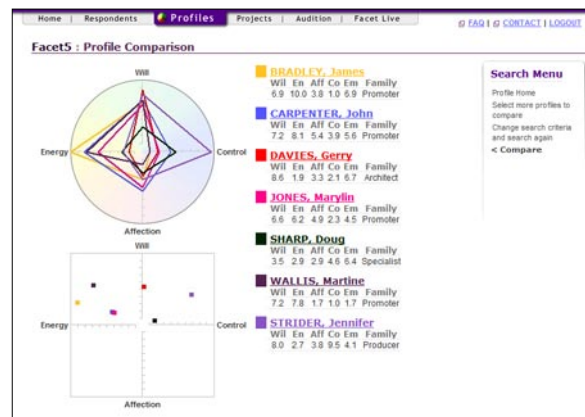 Home | Respondents | Profiles | Projects | Audition | Facet Live
FAQ | CONTACT | LOGOUT
Facet5 : Profile Comparison
Will
Energy
Control
Affection
Will
Energy
Control
Affection
BRADLEY, James
Wil En Aff Co Em Family
6.9 10.0 3.8 1.0 6.9 Promoter
CARPENTER, John
Wil En Aff Co Em Family
7.2 8.1 5.4 3.9 5.6 Promoter
DAVIES, Gerry
Wil En Aff Co Em Family
8.6 1.9 3.3 2.1 6.7 Architect
JONES, Marylin
Wil En Aff Co Em Family
6.6 6.2 4.9 2.3 4.5 Promoter
SHARP, Doug
Wil En Aff Co Em Family
3.5 2.9 2.9 4.6 6.4 Specialist
WALLIS, Martine
Wil En Aff Co Em Family
7.2 7.8 1.7 1.0 1.7 Promoter
STRIDER, Jennifer
Wil En Aff Co Em Family
8.0 2.7 3.8 9.5 4.1 Producer
Search Menu
Profile Home
Select more profiles to
compare
Change search criteria
and search again
< Compare